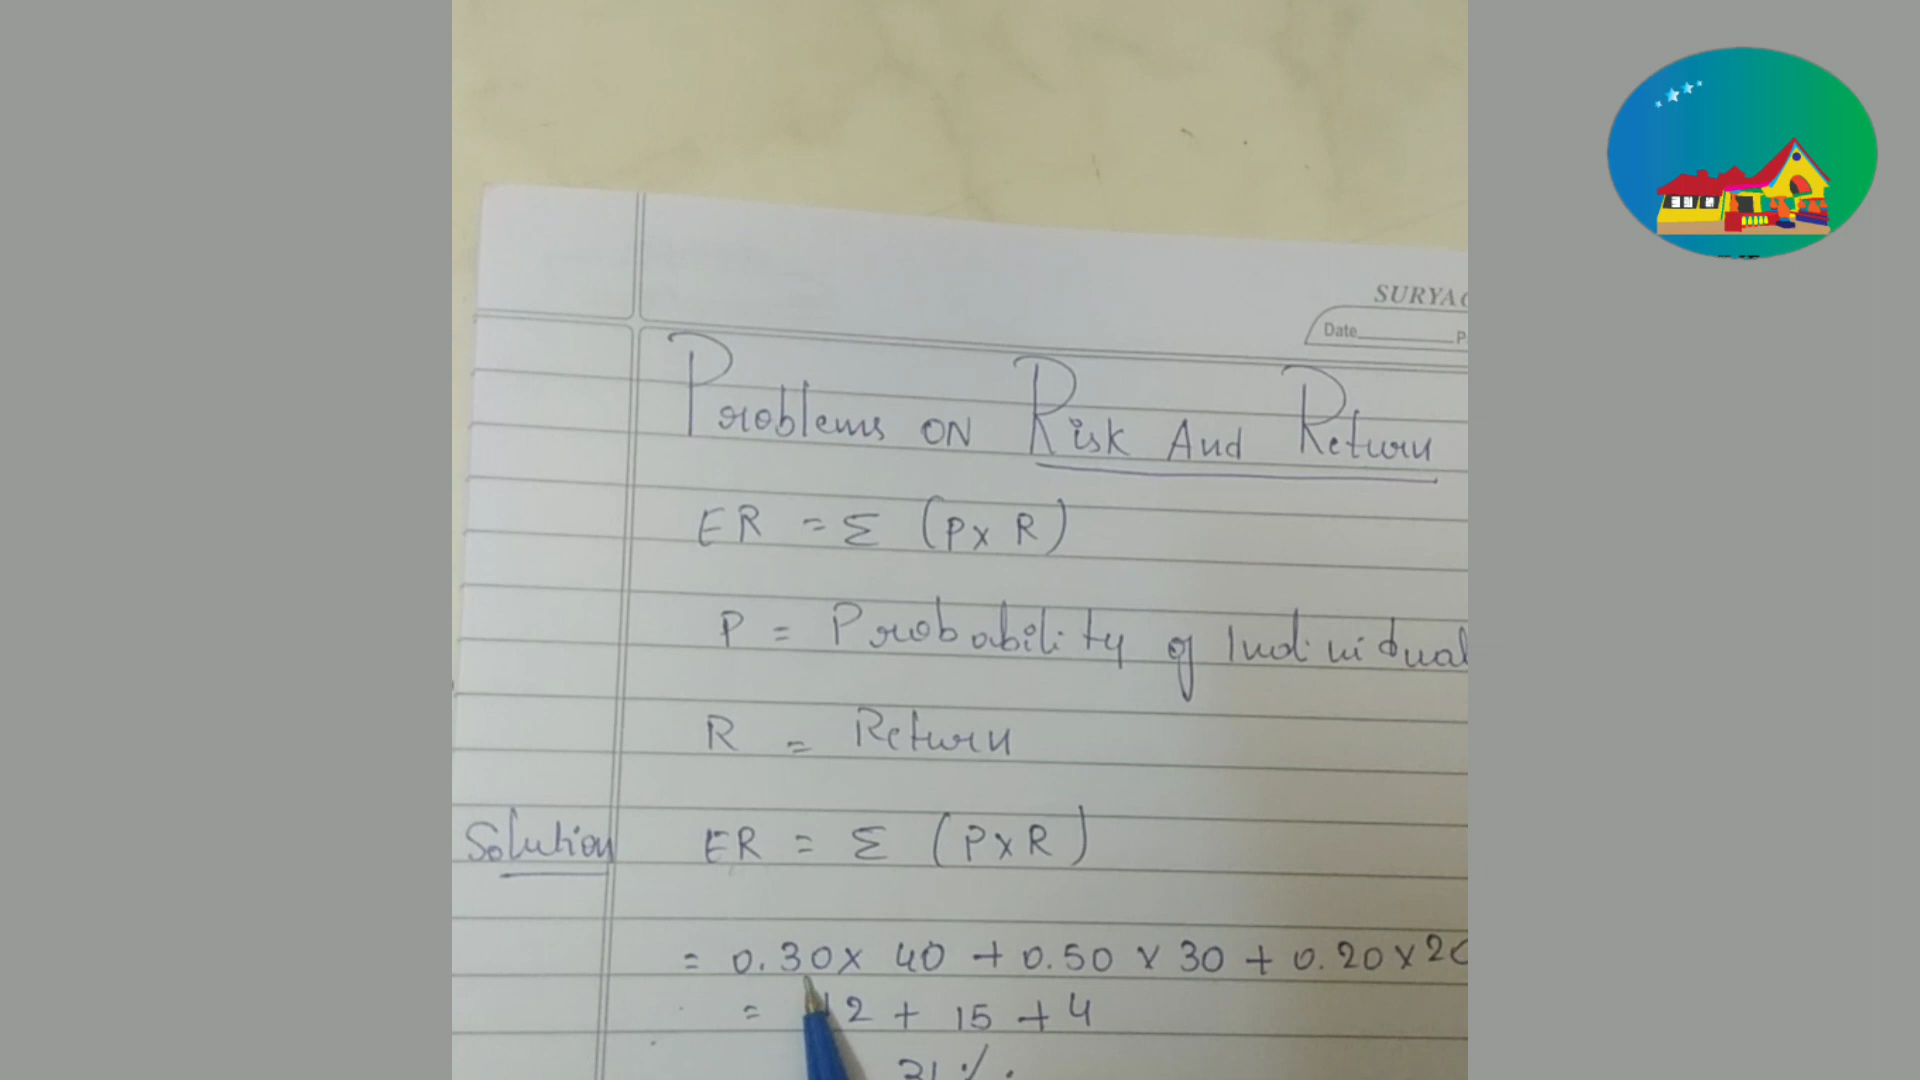 SURYA
Date P
Problems ON Risk And Return
ER = Σ (P× R)
P = Probability of Individual
R = Return
Solution ER = Σ (P×R)
= 0.30× 40 + 0.50 × 30 + 0.20×20
= 12 + 15 + 4
31%.